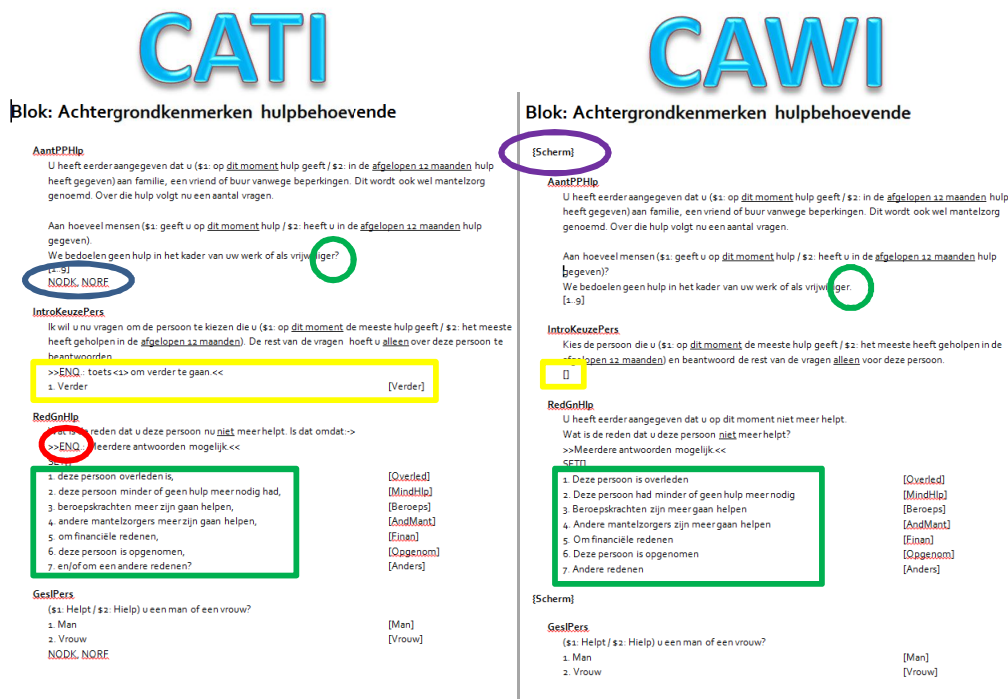 CATI
Blok: Achtergrondkenmerken hulpbehoevende
AantPPHlp
U heeft eerder aangegeven dat u ($1: op dit moment hulp geeft / $2: in de afgelopen 12 maanden hulp
heeft gegeven) aan familie, een vriend of buur vanwege beperkingen. Dit wordt ook wel mantelzorg
genoemd. Over die hulp volgt nu een aantal vragen.
Aan hoeveel mensen ($1: geeft u op dit moment hulp / $2: heeft u in de afgelopen 12 maanden hulp
gegeven).
We bedoelen geen hulp in het kader van uw werk of als vrijwilliger?
[1..9]
NODK, NORF
IntroKeuzePers
Ik wil u nu vragen om de persoon te kiezen die u ($1: op dit moment de meeste hulp geeft / $2: het meeste
heeft geholpen in de afgelopen 12 maanden). De rest van de vragen hoeft u alleen over deze persoon te
beantwoorden
>>ENQ.: toets <1> om verder te gaan.<<
1. Verder [Verder]
RedGnHlp
Wat is de reden dat u deze persoon nu niet meer helpt. Is dat omdat:->
>>ENQ.: Meerdere antwoorden mogelijk.<<
SET[]
1. deze persoon overleden is, [Overled]
2. deze persoon minder of geen hulp meer nodig had, [MindHlp]
3. beroepskrachten meer zijn gaan helpen, [Beroeps]
4. andere mantelzorgers meer zijn gaan helpen, [AndMant]
5. om financiële redenen, [Finan]
6. deze persoon is opgenomen, [Opgenom]
7. en/of om een andere redenen? [Anders]
GeslPers
($1: Helpt / $2: Hielp) u een man of een vrouw?
1. Man [Man]
2. Vrouw [Vrouw]
NODK, NORF
CAWI
Blok: Achtergrondkenmerken hulpbehoevende
{Scherm}
AantPPHlp
U heeft eerder aangegeven dat u ($1: op dit moment hulp geeft / $2: in de afgelopen 12 maanden hulp
heeft gegeven) aan familie, een vriend of buur vanwege beperkingen. Dit wordt ook wel mantelzorg
genoemd. Over die hulp volgt nu een aantal vragen.
Aan hoeveel mensen ($1: geeft u op dit moment hulp / $2: heeft u in de afgelopen 12 maanden hulp
gegeven)?
We bedoelen geen hulp in het kader van uw werk of als vrijwilliger.
[1..9]
IntroKeuzePers
Kies de persoon die u ($1: op dit moment de meeste hulp geeft / $2: het meeste heeft geholpen in de
afgelopen 12 maanden) en beantwoord de rest van de vragen alleen voor deze persoon.
[]
RedGnHlp
U heeft eerder aangegeven dat u op dit moment niet meer helpt.
Wat is de reden dat u deze persoon niet meer helpt?
>>Meerdere antwoorden mogelijk.<<
SET[]
1. Deze persoon is overleden [Overled]
2. Deze persoon had minder of geen hulp meer nodig [MindHlp]
3. Beroepskrachten zijn meer gaan helpen [Beroeps]
4. Andere mantelzorgers zijn meer gaan helpen [AndMant]
5. Om financiële redenen [Finan]
6. Deze persoon is opgenomen [Opgenom]
7. Andere redenen [Anders]
{Scherm}
GeslPers
($1: Helpt / $2: Hielp) u een man of een vrouw?
1. Man [Man]
2. Vrouw [Vrouw]